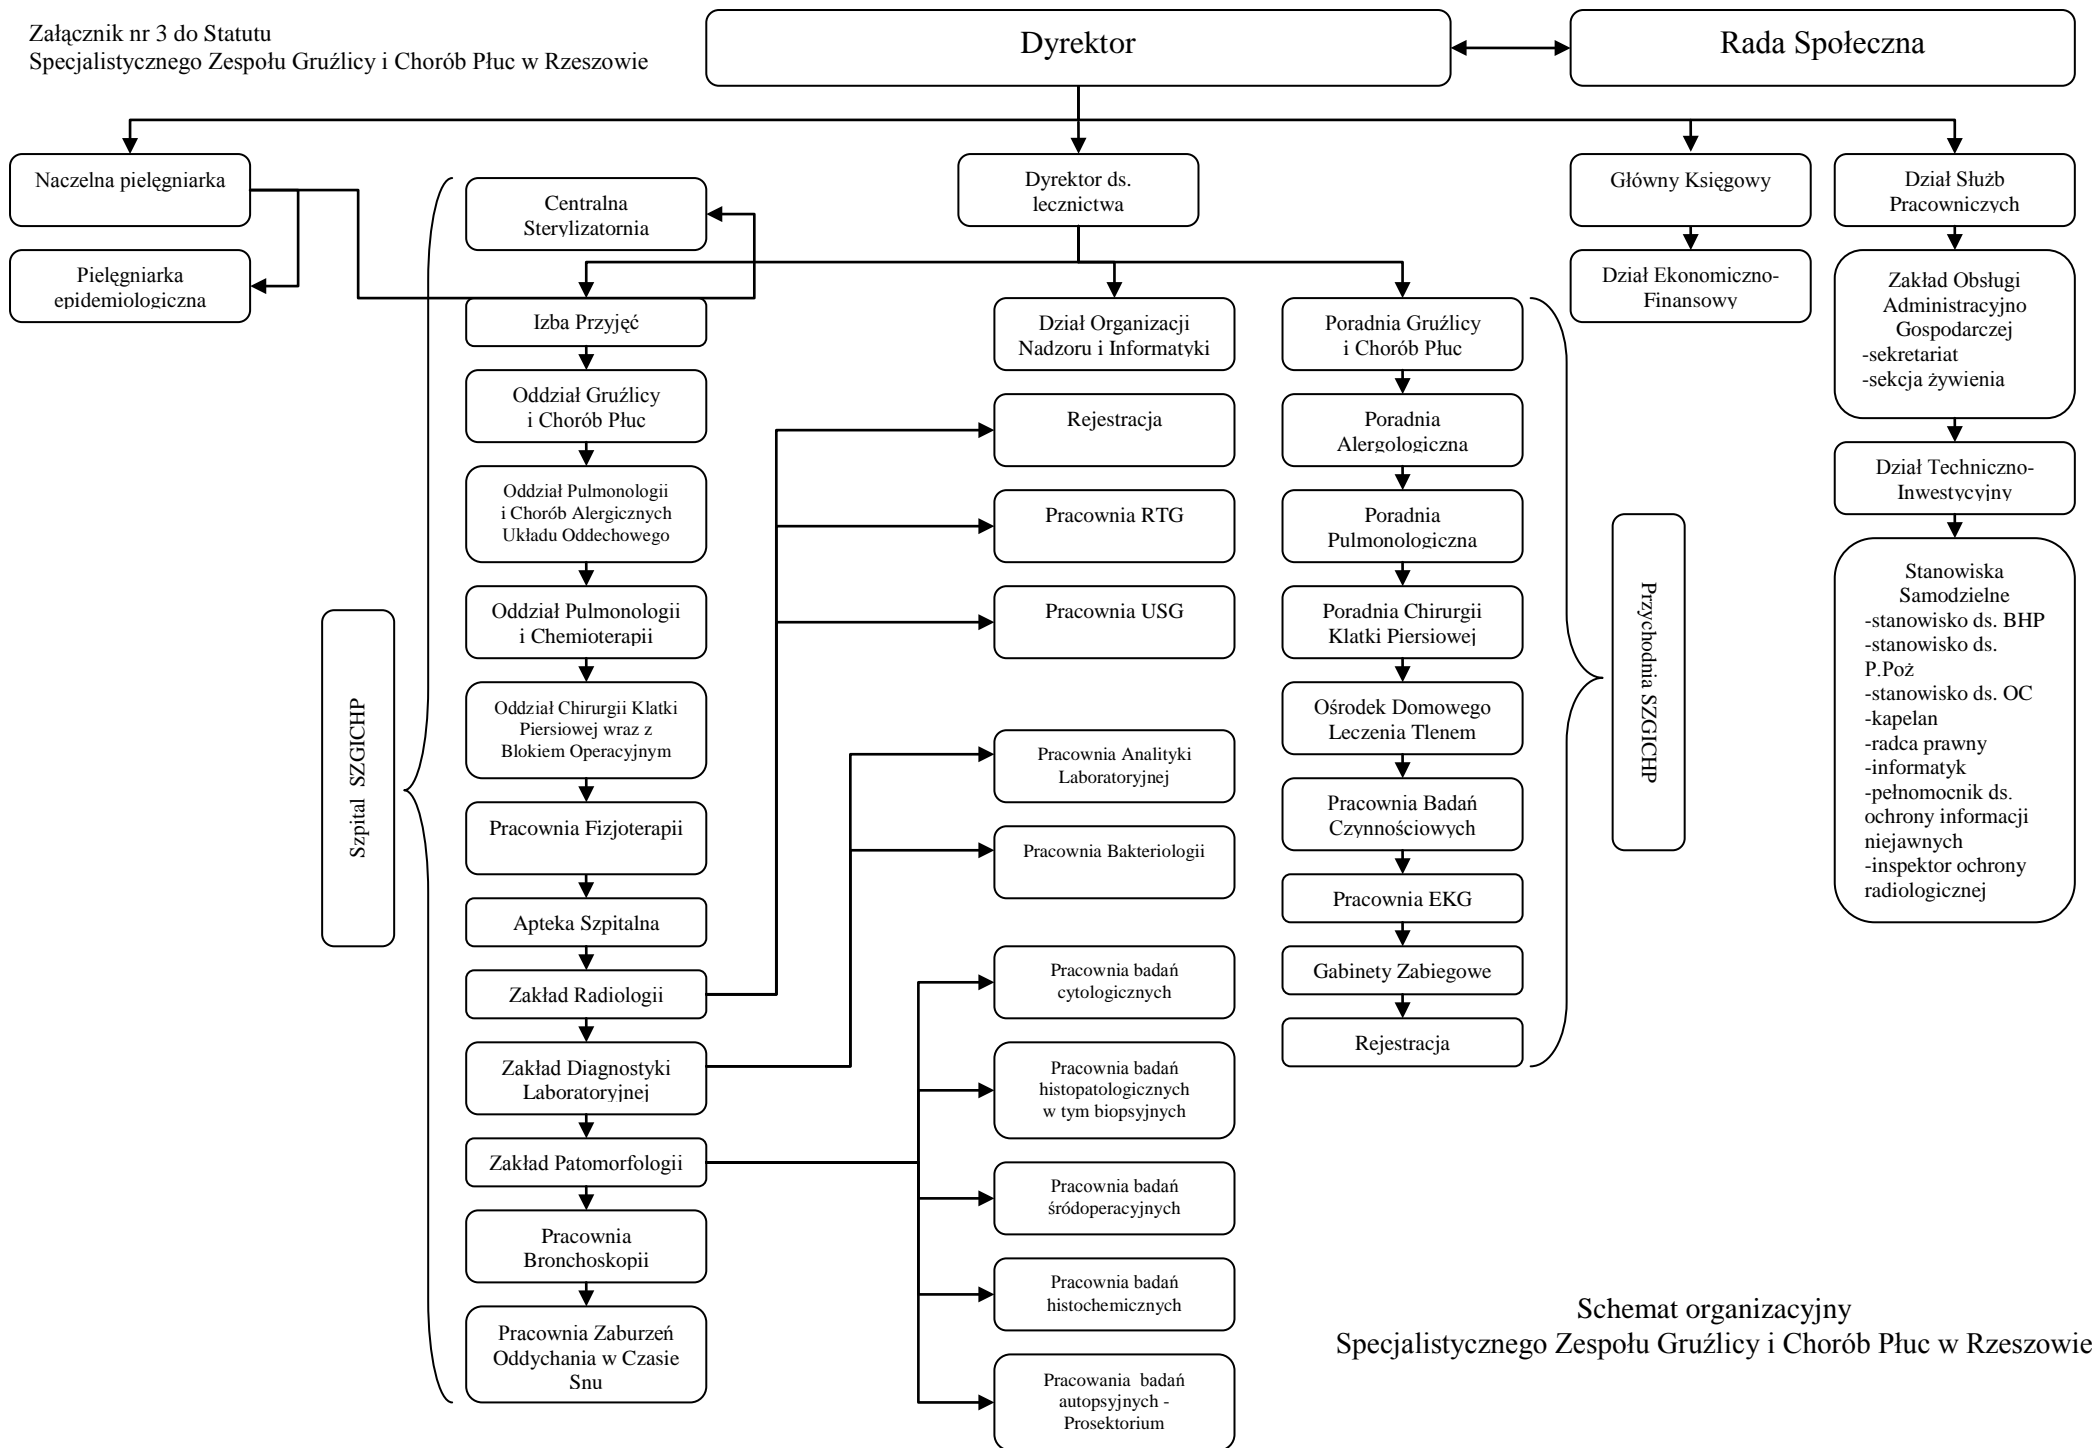 Załącznik nr 3 do Statutu
Specjalistycznego Zespołu Gruźlicy i Chorób Płuc w Rzeszowie
Dyrektor
Rada Społeczna
Naczelna pielęgniarka
Pielęgniarka
epidemiologiczna
Centralna
Sterylizatornia
Dyrektor ds.
lecznictwa
Główny Księgowy
Dział Służb
Pracowniczych
Dział Ekonomiczno-
Finansowy
Zakład Obsługi
Administracyjno
Gospodarczej
-sekretariat
-sekcja żywienia
Dział Techniczno-
Inwestycyjny
Stanowiska
Samodzielne
-stanowisko ds. BHP
-stanowisko ds.
P.Poż
-stanowisko ds. OC
-kapelan
-radca prawny
-informatyk
-pełnomocnik ds.
ochrony informacji
niejawnych
-inspektor ochrony
radiologicznej
Szpital SZGICHP
Izba Przyjęć
Oddział Gruźlicy
i Chorób Płuc
Oddział Pulmonologii
i Chorób Alergicznych
Układu Oddechowego
Oddział Pulmonologii
i Chemioterapii
Oddział Chirurgii Klatki
Piersiowej wraz z
Blokiem Operacyjnym
Pracownia Fizjoterapii
Apteka Szpitalna
Zakład Radiologii
Zakład Diagnostyki
Laboratoryjnej
Zakład Patomorfologii
Pracownia
Bronchoskopii
Pracownia Zaburzeń
Oddychania w Czasie
Snu
Dział Organizacji
Nadzoru i Informatyki
Rejestracja
Pracownia RTG
Pracownia USG
Pracownia Analityki
Laboratoryjnej
Pracownia Bakteriologii
Pracownia badań
cytologicznych
Pracownia badań
histopatologicznych
w tym biopsyjnych
Pracownia badań
śródoperacyjnych
Pracownia badań
histochemicznych
Pracowania badań
autopsyjnych -
Prosektorium
Poradnia Gruźlicy
i Chorób Płuc
Poradnia
Alergologiczna
Poradnia
Pulmonologiczna
Poradnia Chirurgii
Klatki Piersiowej
Ośrodek Domowego
Leczenia Tlenem
Pracownia Badań
Czynnościowych
Pracownia EKG
Gabinety Zabiegowe
Rejestracja
Przychodnia SZGICHP
Schemat organizacyjny
Specjalistycznego Zespołu Gruźlicy i Chorób Płuc w Rzeszowie